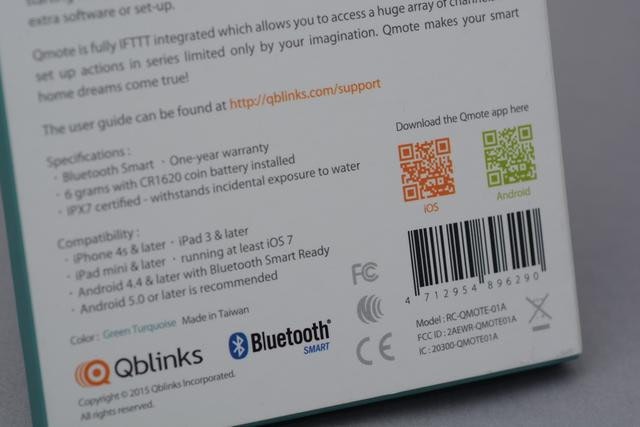 extra software or set-up.
Qmote is fully IFTTT integrated which allows you to access a huge array of channels
set up actions in series limited only by your imagination. Qmote makes your smart
home dreams come true!
The user guide can be found at http://qblinks.com/support
Specifications :
· Bluetooth Smart · One-year warranty
· 6 grams with CR1620 coin battery installed
· IPX7 certified - withstands incidental exposure to water
Compatibility :
· iPhone 4s & later · iPad 3 & later
· iPad mini & later · running at least iOS 7
· Android 4.4 & later with Bluetooth Smart Ready
· Android 5.0 or later is recommended
Color : Green Turquoise Made in Taiwan
Qblinks
Bluetooth®
SMART
Copyright © 2015 Qblinks Incorporated.
All rights reserved.
Download the Qmote app here
iOS
Android
4 712954 896290
FC
CE
Model : RC-QMOTE-01A
FCC ID : 2AEWR-QMOTE01A
IC : 20300-QMOTE01A